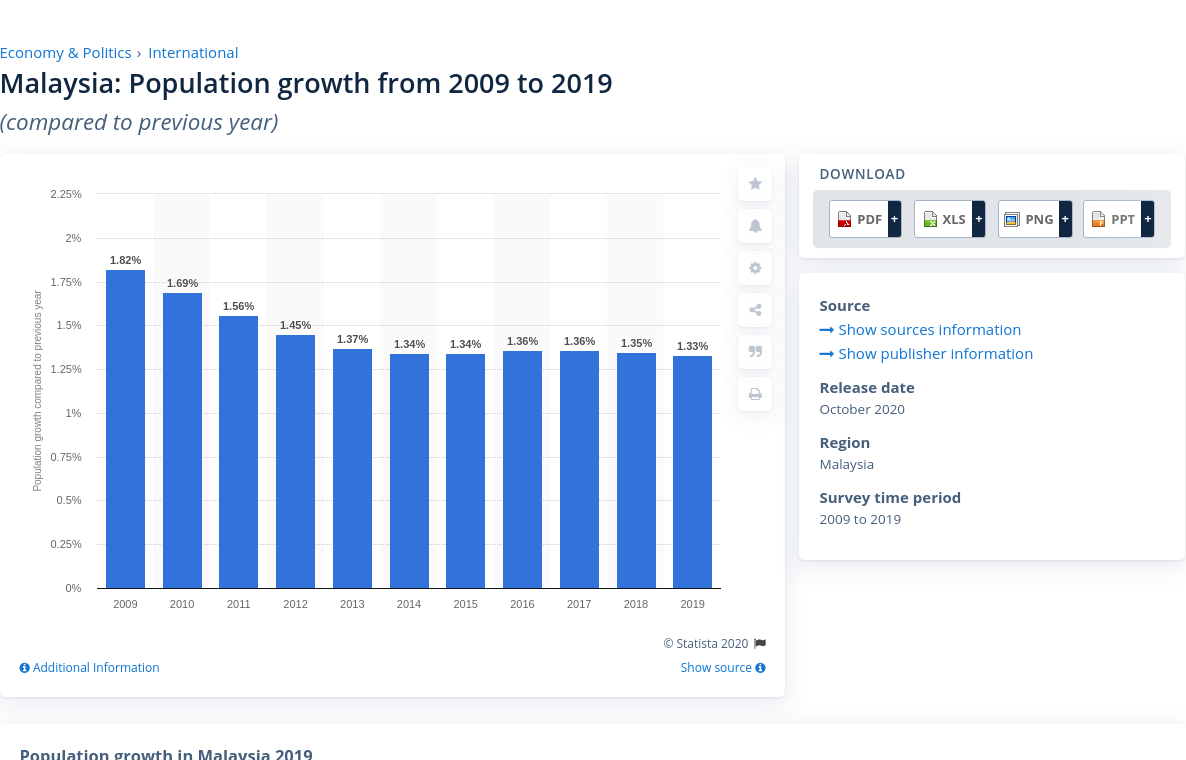 Economy & Politics › International
Malaysia: Population growth from 2009 to 2019
(compared to previous year)
Population growth compared to previous year
2.25%
2%
1.75%
1.5%
1.25%
1%
0.75%
0.5%
0.25%
0%
1.82%
1.69%
1.56%
1.45%
1.37%
1.34%
1.34%
1.36%
1.36%
1.35%
1.33%
2009 2010 2011 2012 2013 2014 2015 2016 2017 2018 2019
© Statista 2020
Additional Information
Show source
DOWNLOAD
PDF + XLS + PNG + PPT +
Source
Show sources information
Show publisher information
Release date
October 2020
Region
Malaysia
Survey time period
2009 to 2019
Population growth in Malaysia 2019